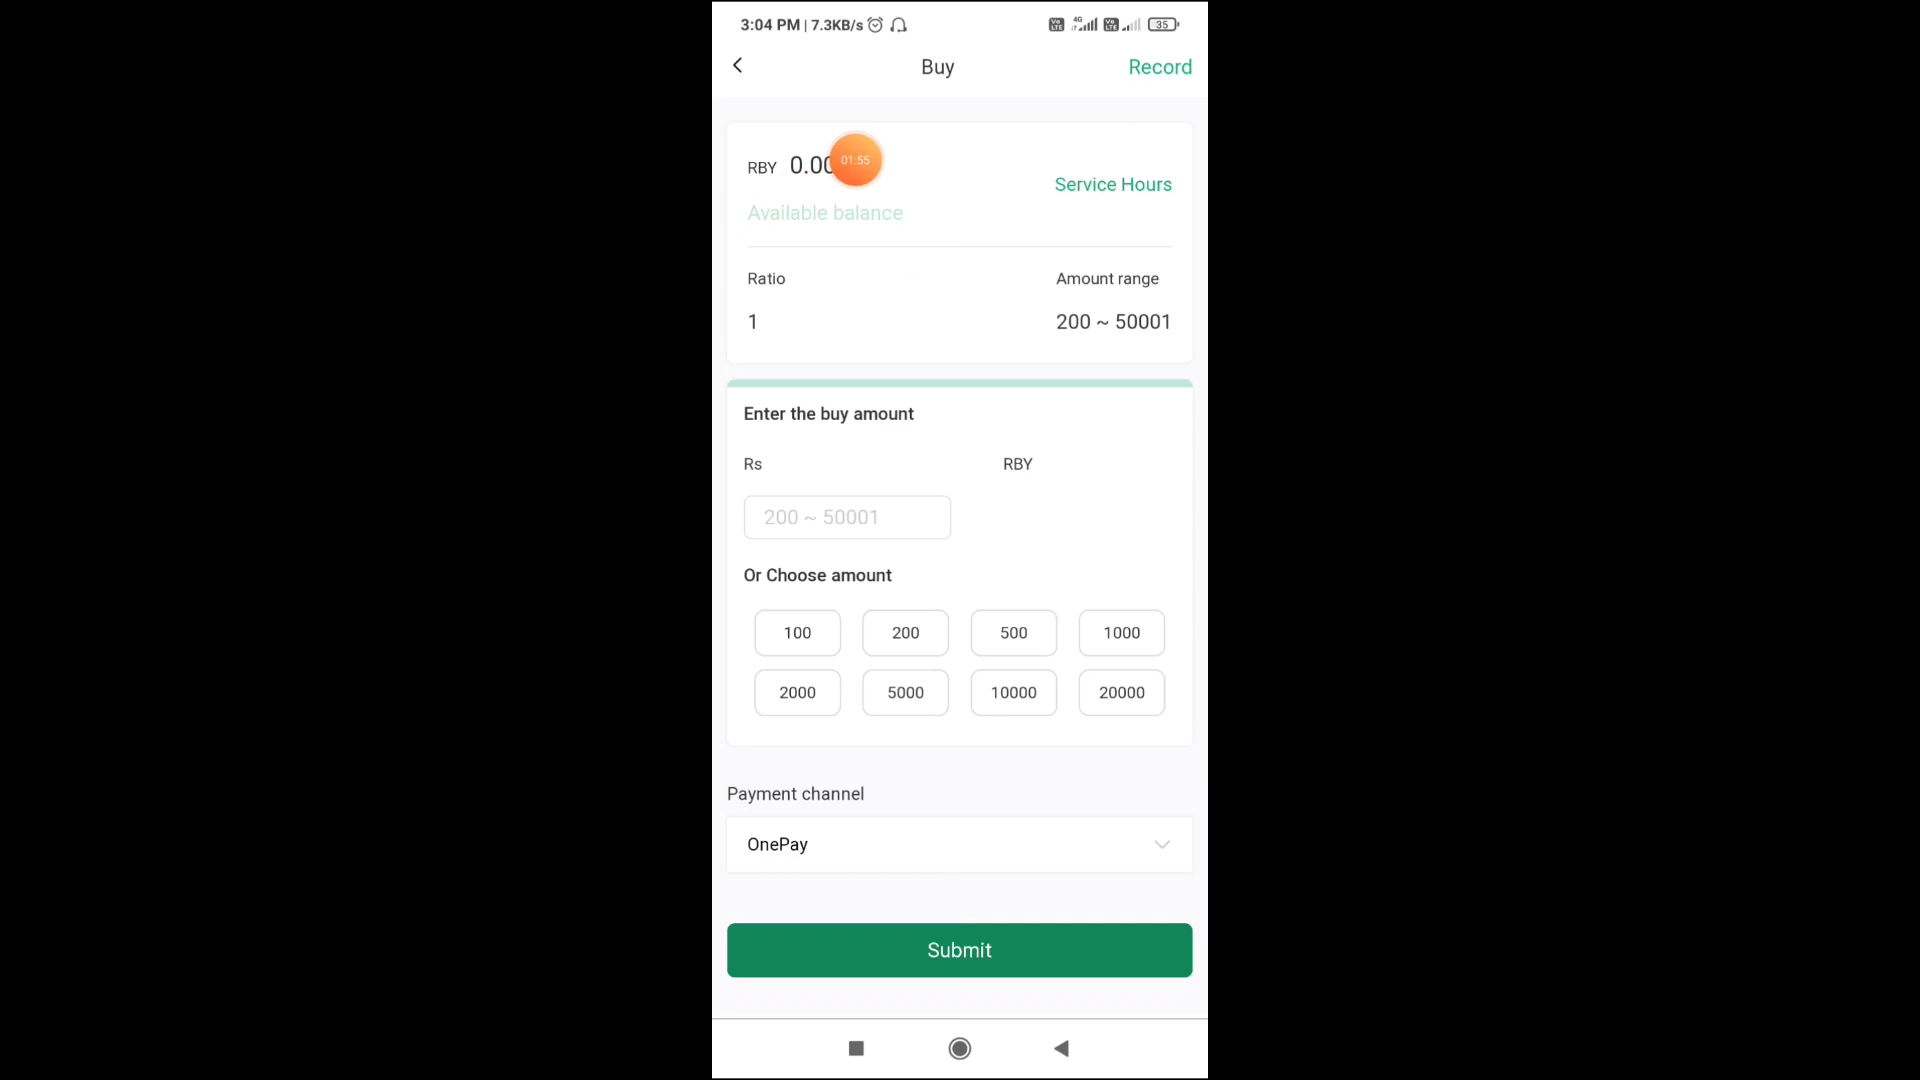 3:04 PM | 7.3KB/s 35
Buy
Record
RBY 0.00
01:55
Service Hours
Available balance
Ratio
Amount range
1
200 ~ 50001
Enter the buy amount
Rs
RBY
200 ~ 50001
Or Choose amount
100
200
500
1000
2000
5000
10000
20000
Payment channel
OnePay
Submit